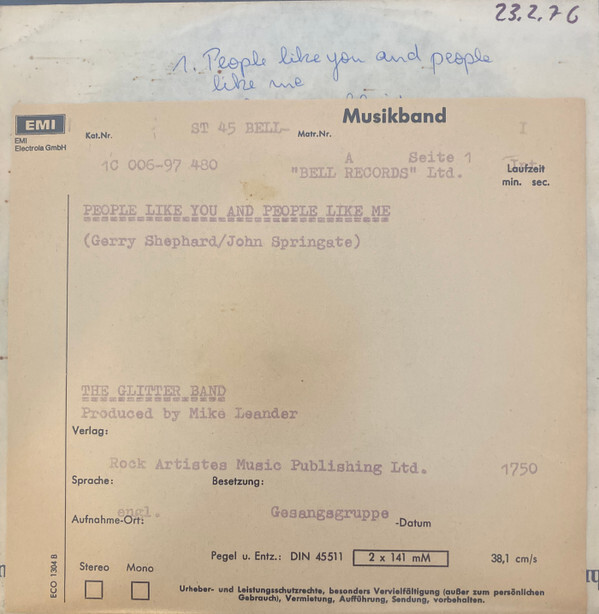 23.2.76
1. People like you and people
like me
EMI
EMI
Electrola GmbH
Musikband
Kat.Nr. ST 45 BELL- Matr.Nr. I
1C 006-97 480 A Seite 1
"BELL RECORDS" Ltd. Laufzeit
min. sec.
PEOPLE LIKE YOU AND PEOPLE LIKE ME
(Gerry Shephard/John Springate)
THE GLITTER BAND
Produced by Mike Leander
Verlag:
Rock Artistes Music Publishing Ltd. 1750
Sprache: Besetzung:
engl. Gesangsgruppe
Aufnahme-Ort: -Datum
Pegel u. Entz.: DIN 45511 2 x 141 mM 38,1 cm/s
Stereo Mono
Urheber- und Leistungsschutzrechte, besonders Vervielfältigung (außer zum persönlichen
Gebrauch), Vermietung, Aufführung, Sendung, vorbehalten.
ECO 1304 B